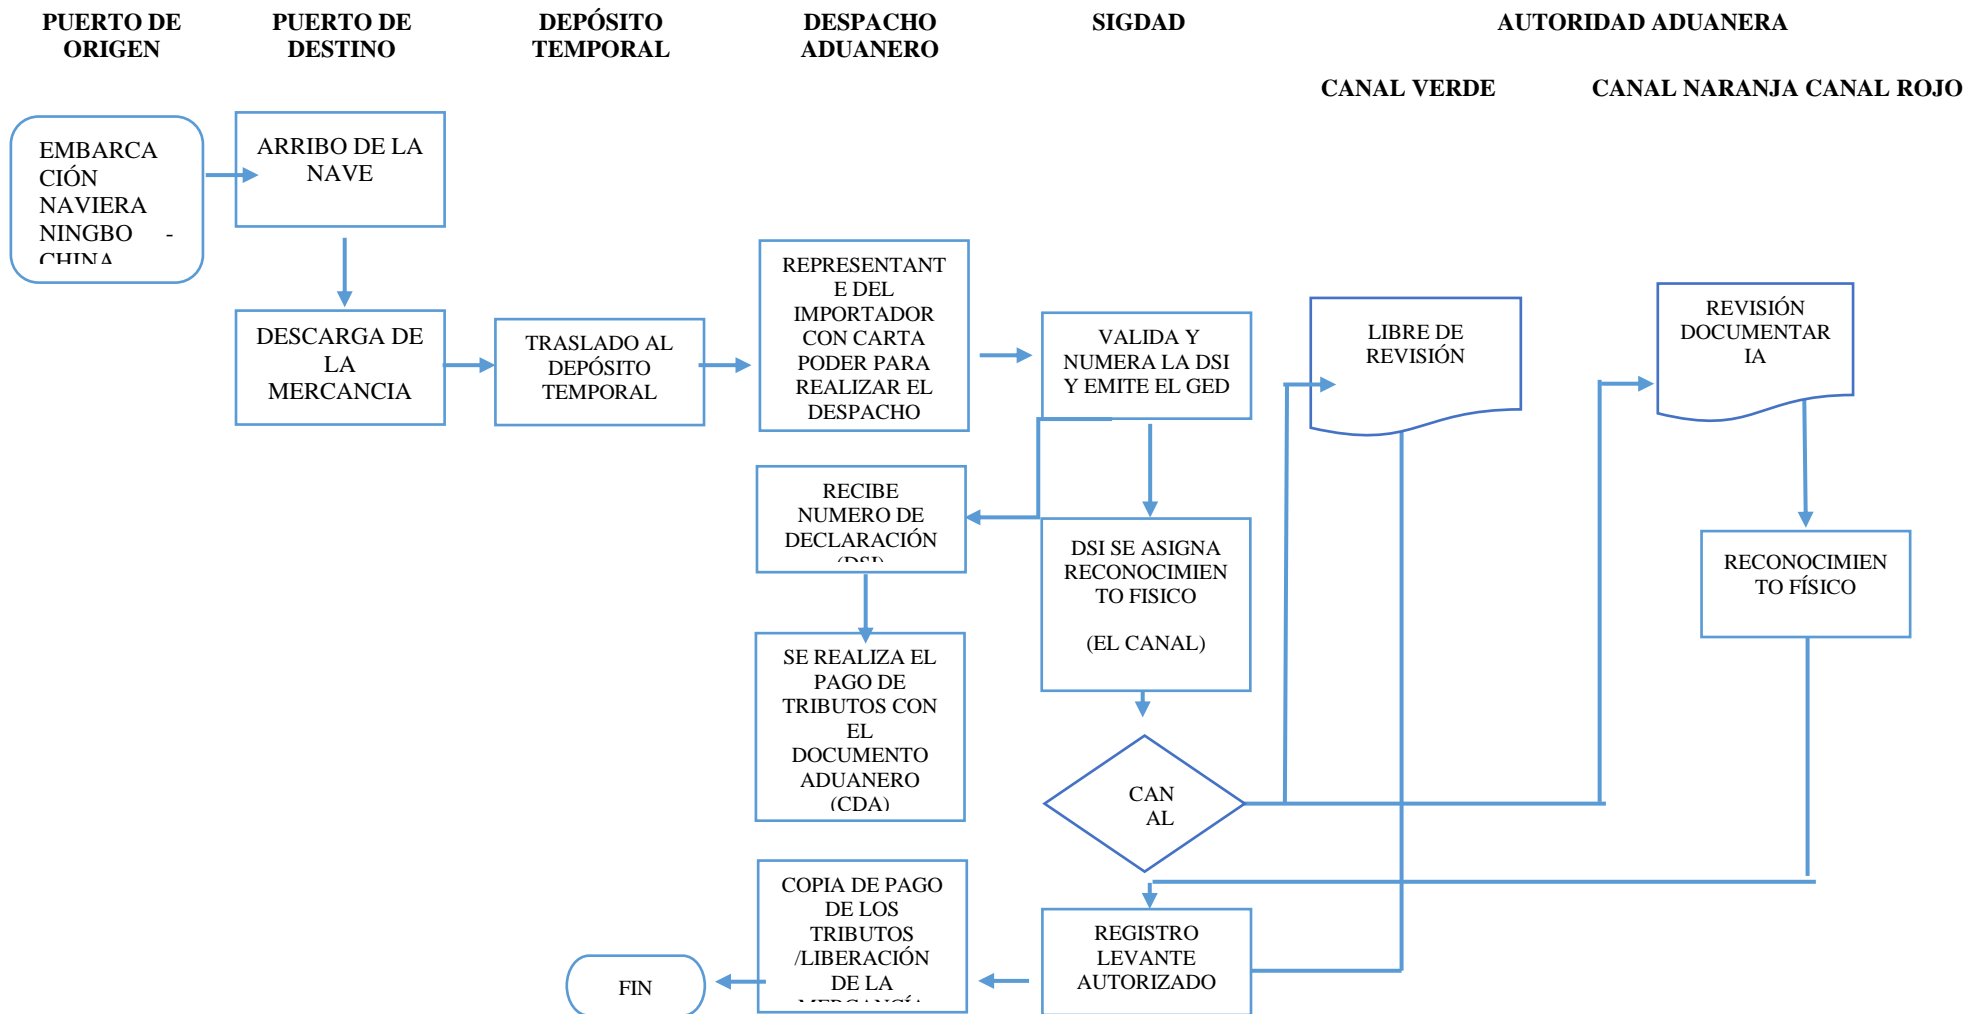 PUERTO DE
ORIGEN
PUERTO DE
DESTINO
DEPÓSITO
TEMPORAL
DESPACHO
ADUANERO
SIGDAD
AUTORIDAD ADUANERA
CANAL VERDE
CANAL NARANJA CANAL ROJO
EMBARCA
CIÓN
NAVIERA
NINGBO -
CHINA
ARRIBO DE LA
NAVE
DESCARGA DE
LA
MERCANCIA
TRASLADO AL
DEPÓSITO
TEMPORAL
REPRESENTANT
E DEL
IMPORTADOR
CON CARTA
PODER PARA
REALIZAR EL
DESPACHO
VALIDA Y
NUMERA LA DSI
Y EMITE EL GED
LIBRE DE
REVISIÓN
REVISIÓN
DOCUMENTAR
IA
RECIBE
NUMERO DE
DECLARACIÓN
(DSI)
DSI SE ASIGNA
RECONOCIMIEN
TO FISICO
(EL CANAL)
RECONOCIMIEN
TO FÍSICO
SE REALIZA EL
PAGO DE
TRIBUTOS CON
EL
DOCUMENTO
ADUANERO
(CDA)
CAN
AL
COPIA DE PAGO
DE LOS
TRIBUTOS
/LIBERACIÓN
DE LA
MERCANCÍA
REGISTRO
LEVANTE
AUTORIZADO
FIN